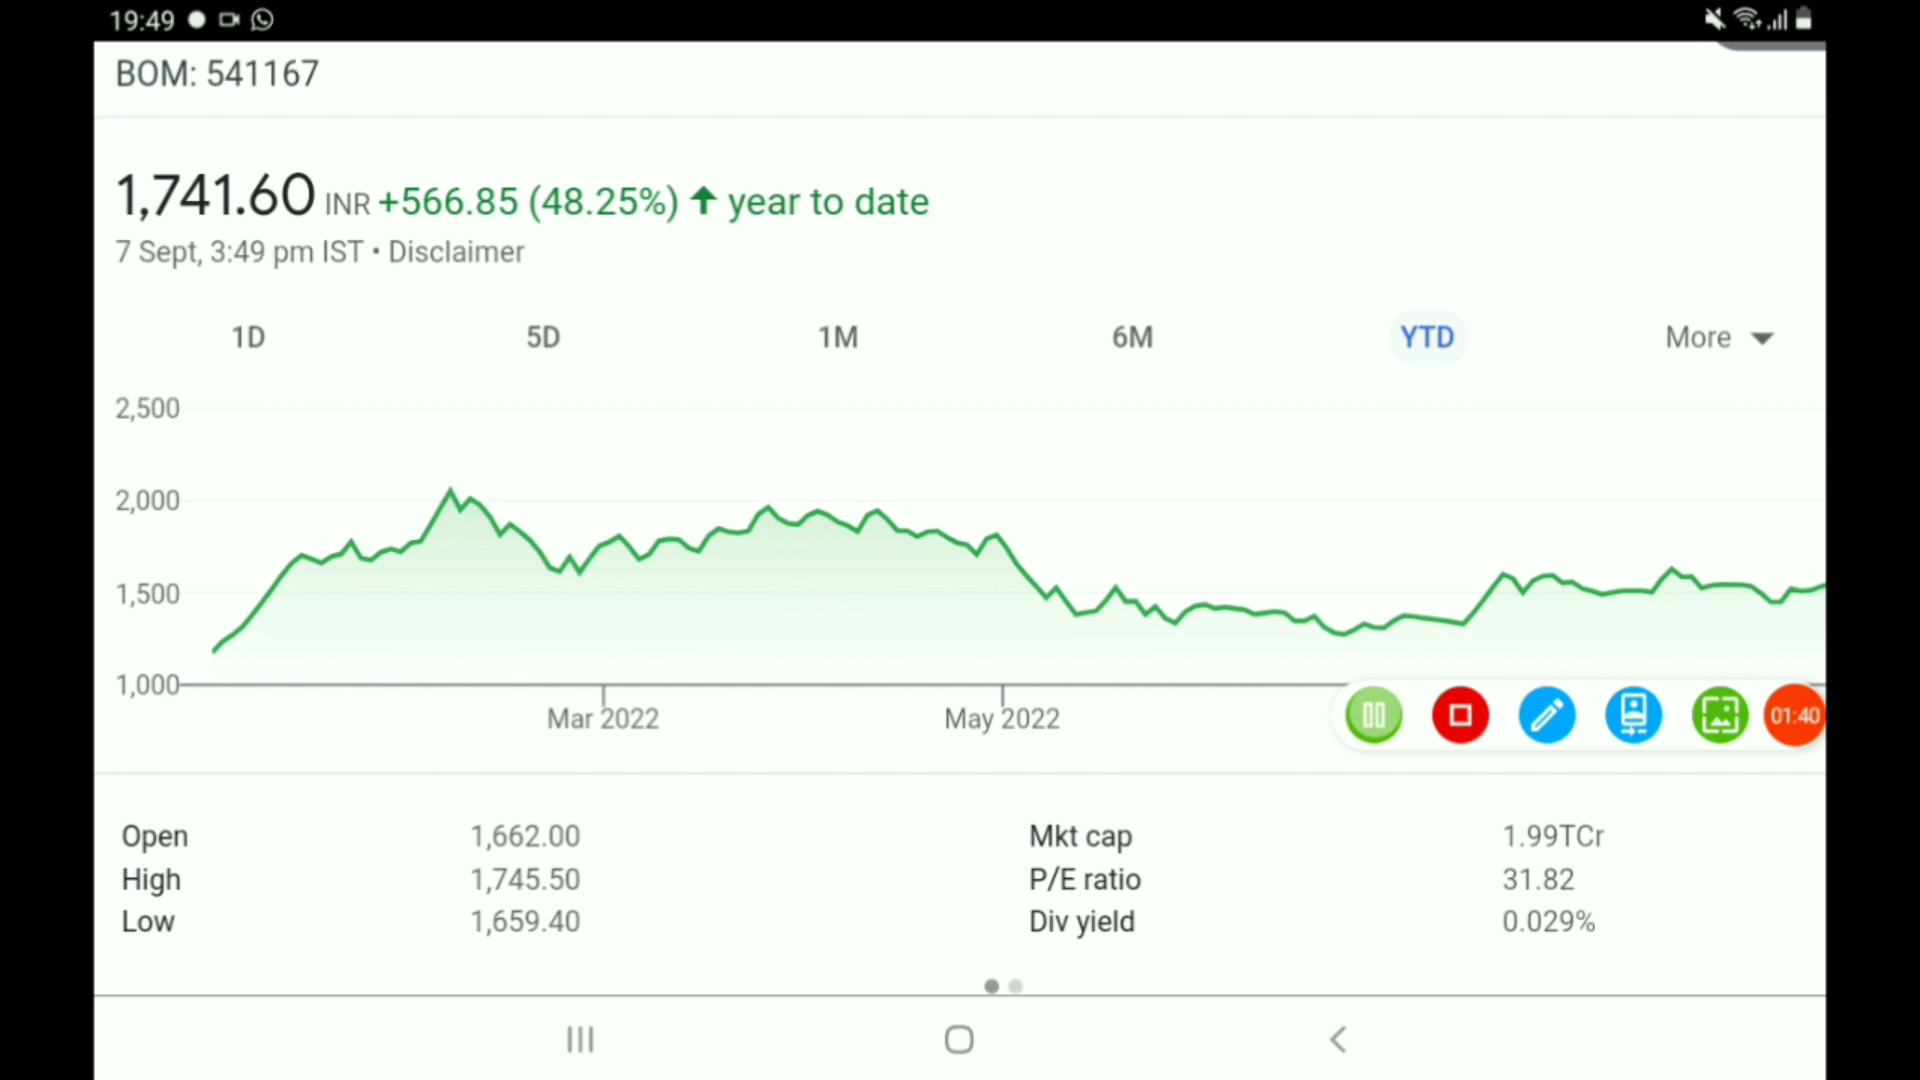 19:49
BOM: 541167
1,741.60 INR +566.85 (48.25%) ↑ year to date
7 Sept, 3:49 pm IST • Disclaimer
1D 5D 1M 6M YTD More
2,500
2,000
1,500
1,000
Mar 2022 May 2022
01:40
Open 1,662.00 Mkt cap 1.99TCr
High 1,745.50 P/E ratio 31.82
Low 1,659.40 Div yield 0.029%